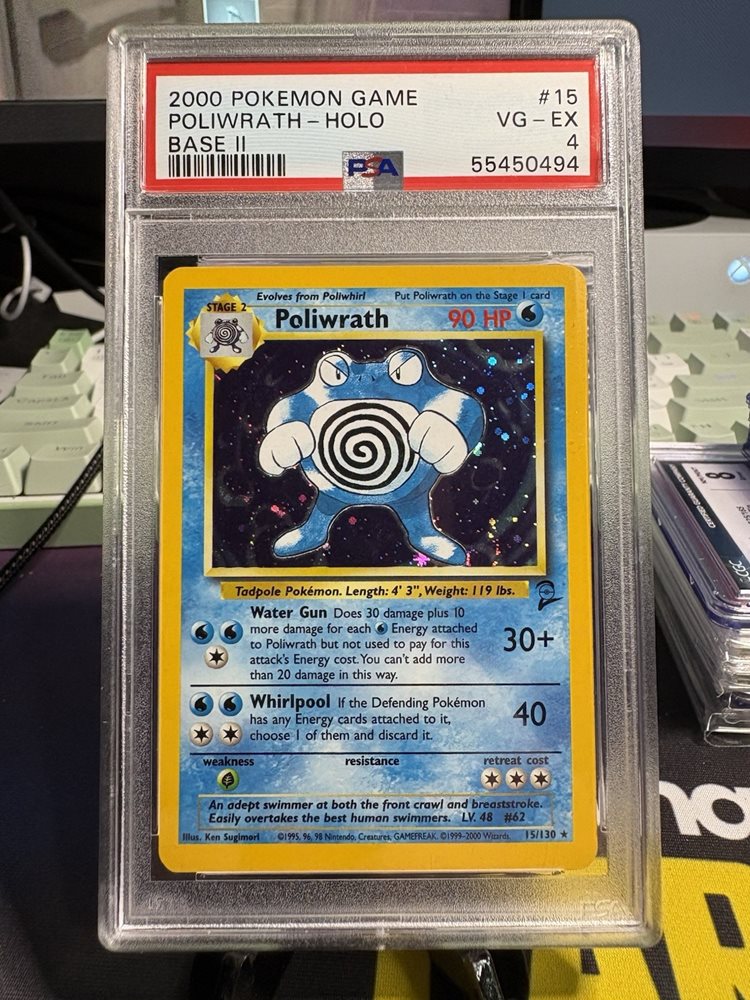 2000 POKEMON GAME #15
POLIWRATH – HOLO VG – EX
BASE II 4
PSA 55450494
Evolves from Poliwhirl Put Poliwrath on the Stage 1 card
STAGE 2
Poliwrath 90 HP
Tadpole Pokémon. Length: 4' 3", Weight: 119 lbs.
Water Gun Does 30 damage plus 10
more damage for each Energy attached
to Poliwrath but not used to pay for this
attack's Energy cost. You can't add more
than 20 damage in this way.
30+
Whirlpool If the Defending Pokémon
has any Energy cards attached to it,
choose 1 of them and discard it.
40
weakness resistance retreat cost
An adept swimmer at both the front crawl and breaststroke.
Easily overtakes the best human swimmers. LV. 48 #62
Illus. Ken Sugimori ©1995, 96, 98 Nintendo, Creatures, GAMEFREAK. ©1999-2000 Wizards. 15/130 ★